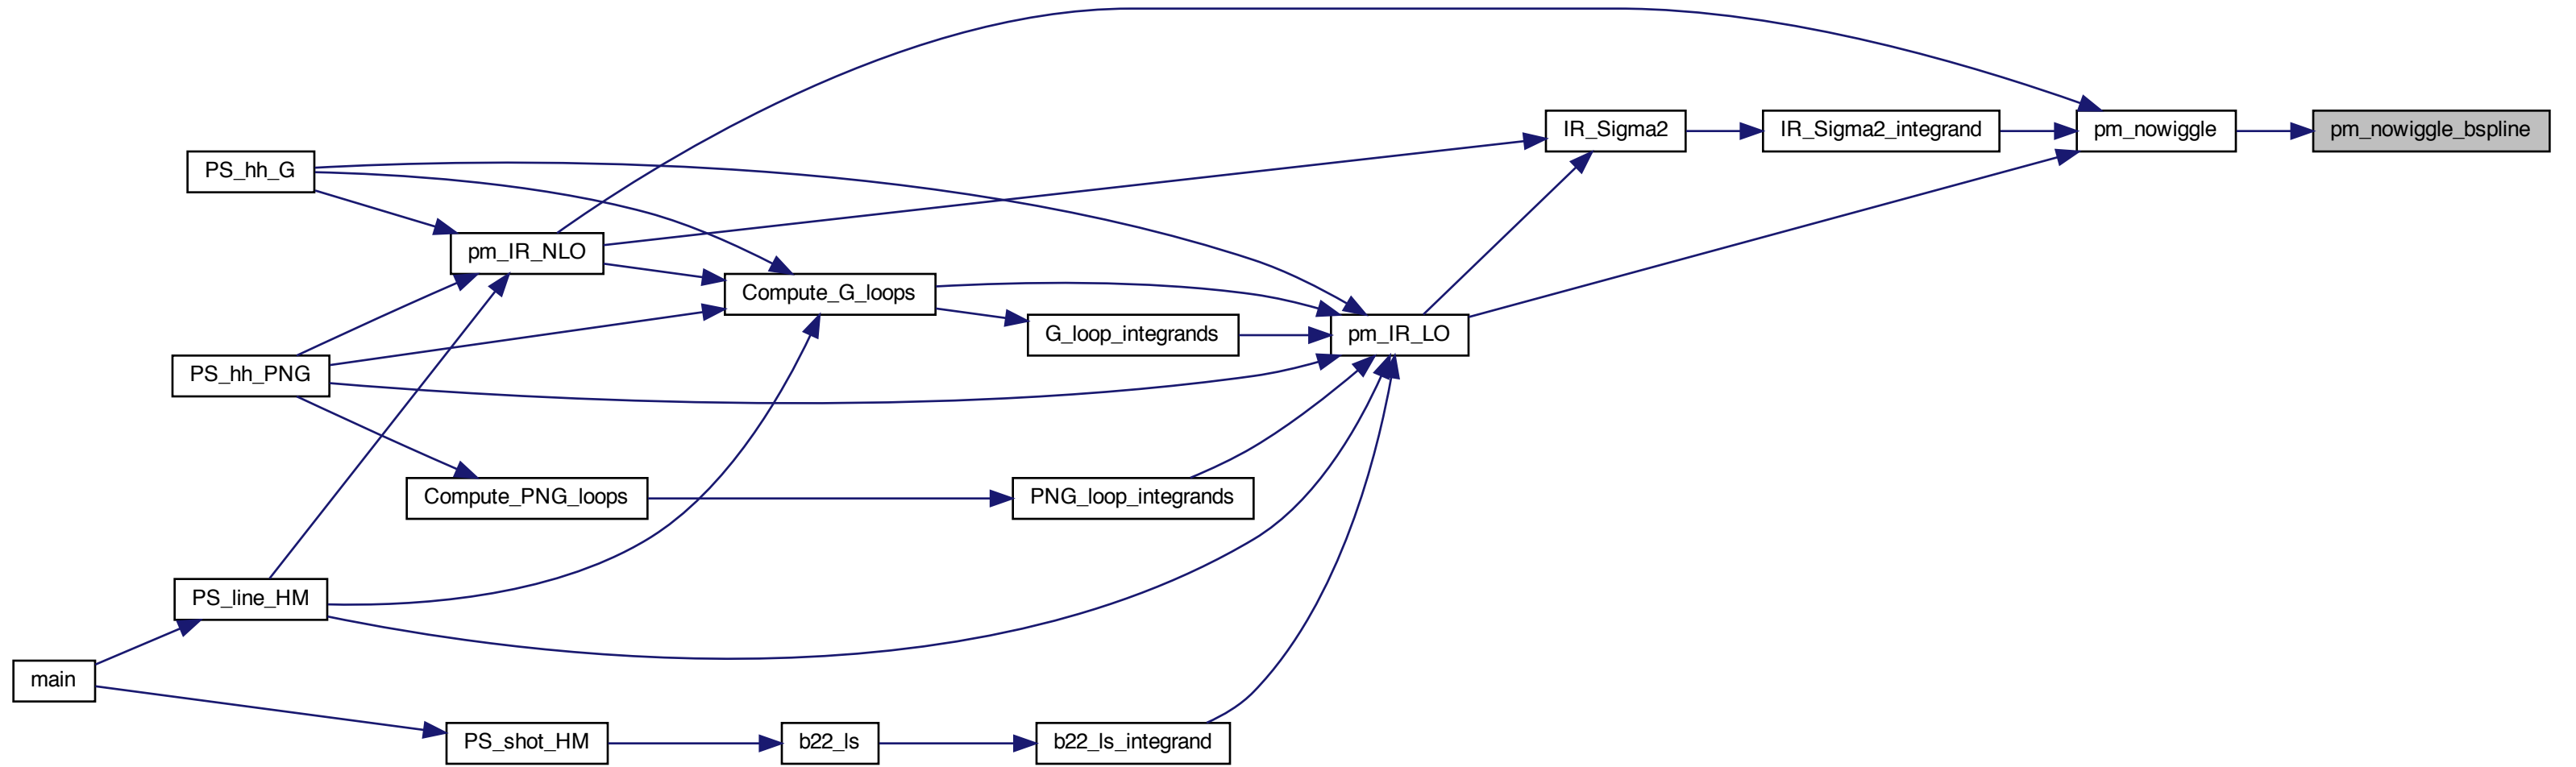 IR_Sigma2
IR_Sigma2_integrand
pm_nowiggle
pm_nowiggle_bspline
PS_hh_G
pm_IR_NLO
Compute_G_loops
G_loop_integrands
pm_IR_LO
PS_hh_PNG
Compute_PNG_loops
PNG_loop_integrands
PS_line_HM
main
PS_shot_HM
b22_ls
b22_ls_integrand